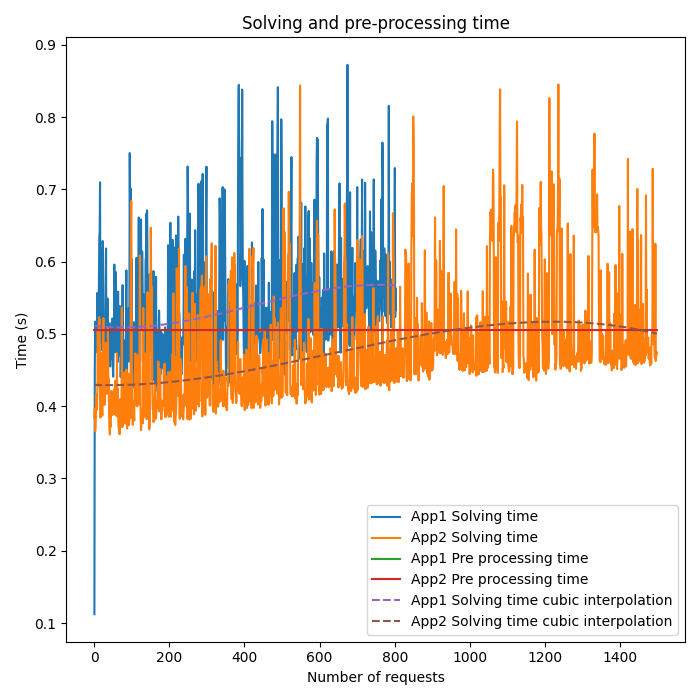 Solving and pre-processing time
0.9
0.8
0.7
0.6
0.5
0.4
0.3
0.2
0.1
Time (s)
App1 Solving time
App2 Solving time
App1 Pre processing time
App2 Pre processing time
App1 Solving time cubic interpolation
App2 Solving time cubic interpolation
0 200 400 600 800 1000 1200 1400
Number of requests